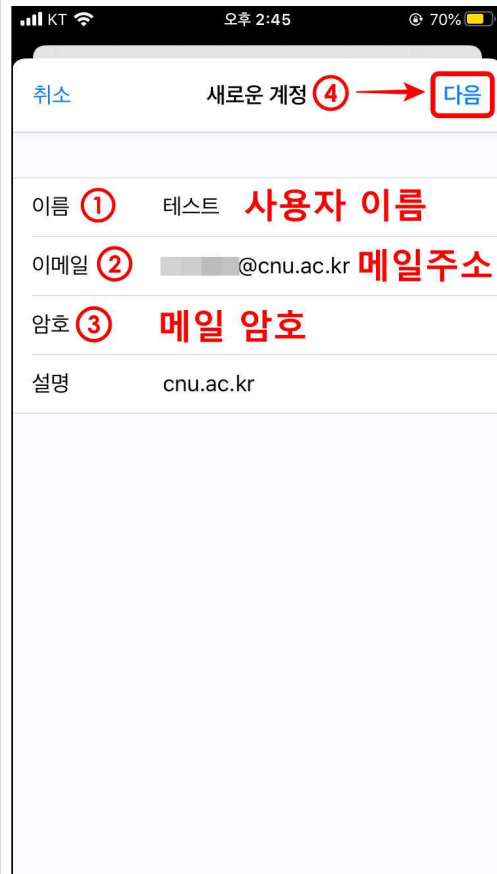 KT 오후 2:45 70%
취소 새로운 계정 ④ 다음
이름 ① 테스트 사용자 이름
이메일 ② @cnu.ac.kr 메일주소
암호 ③ 메일 암호
설명 cnu.ac.kr